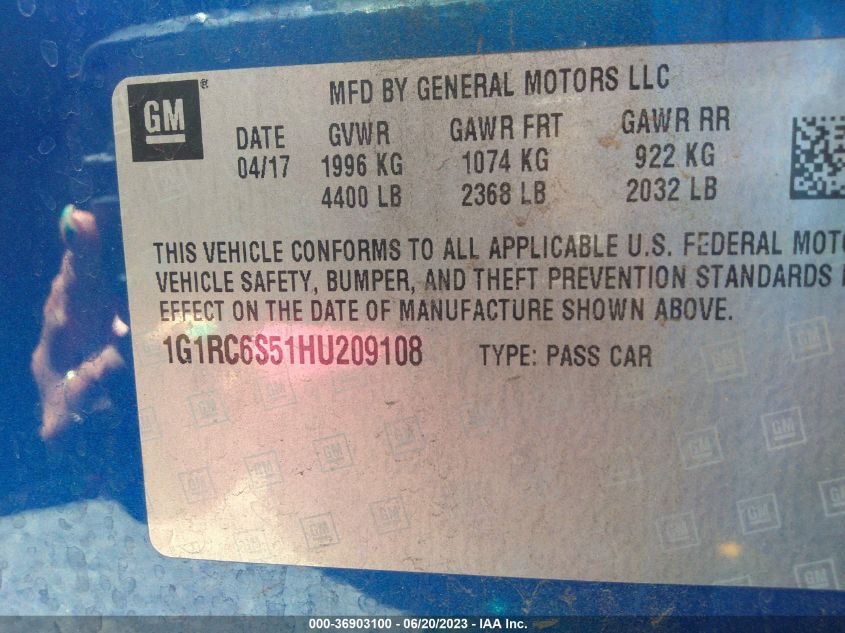 GM
MFD BY GENERAL MOTORS LLC
DATE GVWR GAWR FRT GAWR RR
04/17 1996 KG 1074 KG 922 KG
4400 LB 2368 LB 2032 LB
THIS VEHICLE CONFORMS TO ALL APPLICABLE U.S. FEDERAL MOTO
VEHICLE SAFETY, BUMPER, AND THEFT PREVENTION STANDARDS
EFFECT ON THE DATE OF MANUFACTURE SHOWN ABOVE.
1G1RC6S51HU209108 TYPE: PASS CAR
000-36903100 - 06/20/2023 - IAA Inc.